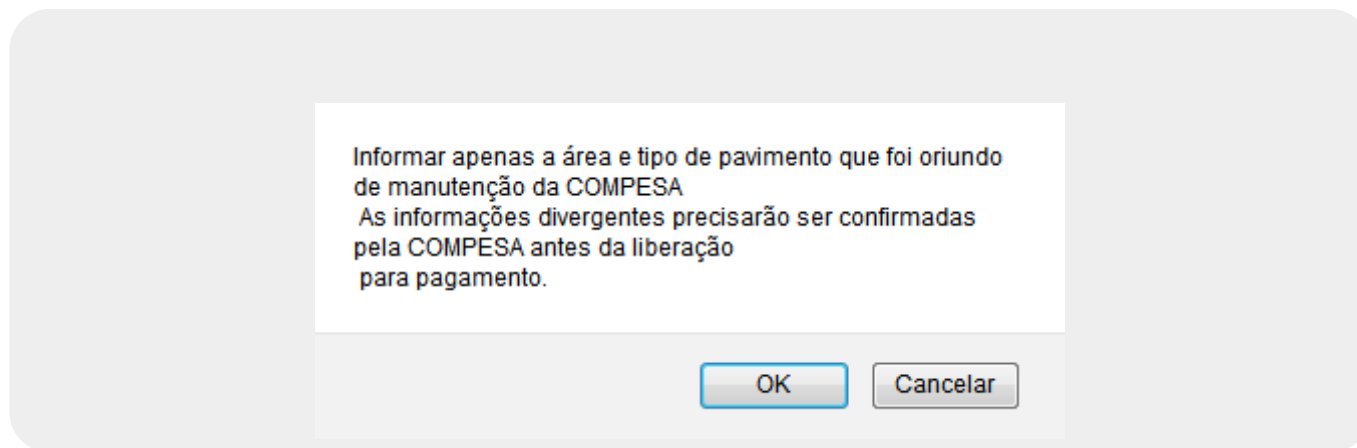 Informar apenas a área e tipo de pavimento que foi oriundo
de manutenção da COMPESA
As informações divergentes precisarão ser confirmadas
pela COMPESA antes da liberação
para pagamento.
OK
Cancelar